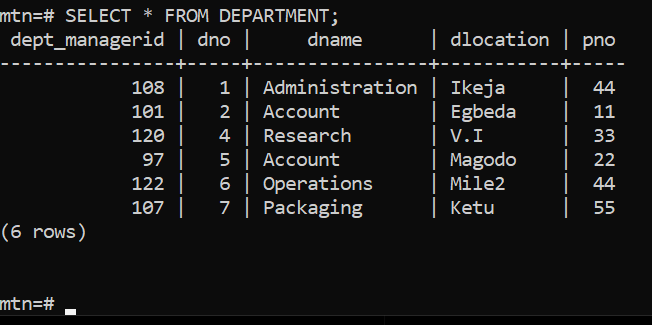 mtn=# SELECT * FROM DEPARTMENT;
 dept_managerid | dno |     dname      | dlocation | pno
----------------+-----+----------------+-----------+-----
            108 |   1 | Administration | Ikeja     |  44
            101 |   2 | Account        | Egbeda    |  11
            120 |   4 | Research       | V.I       |  33
             97 |   5 | Account        | Magodo    |  22
            122 |   6 | Operations     | Mile2     |  44
            107 |   7 | Packaging      | Ketu      |  55
(6 rows)
mtn=#